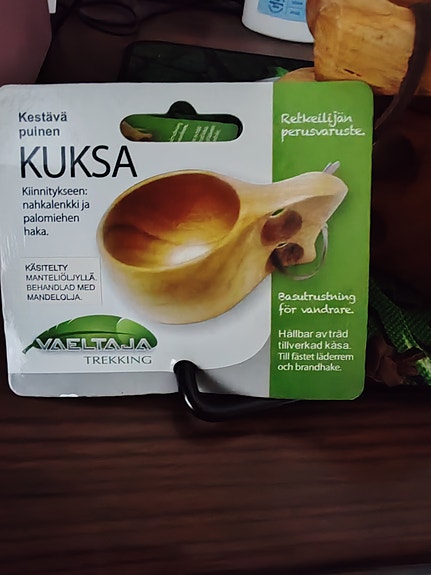 Kestävä
puinen
KUKSA
Kiinnitykseen:
nahkalenkki ja
palomiehen
haka.
KÄSITELTY
MANTELIÖLJYLLÄ.
BEHANDLAD MED
MANDELOLJA.
VAELTAJA
TREKKING
Retkeilijän
perusvaruste.
Basutrustning
för vandrare.
Hållbar av träd
tillverkad kåsa.
Till fästet läderrem
och brandhake.